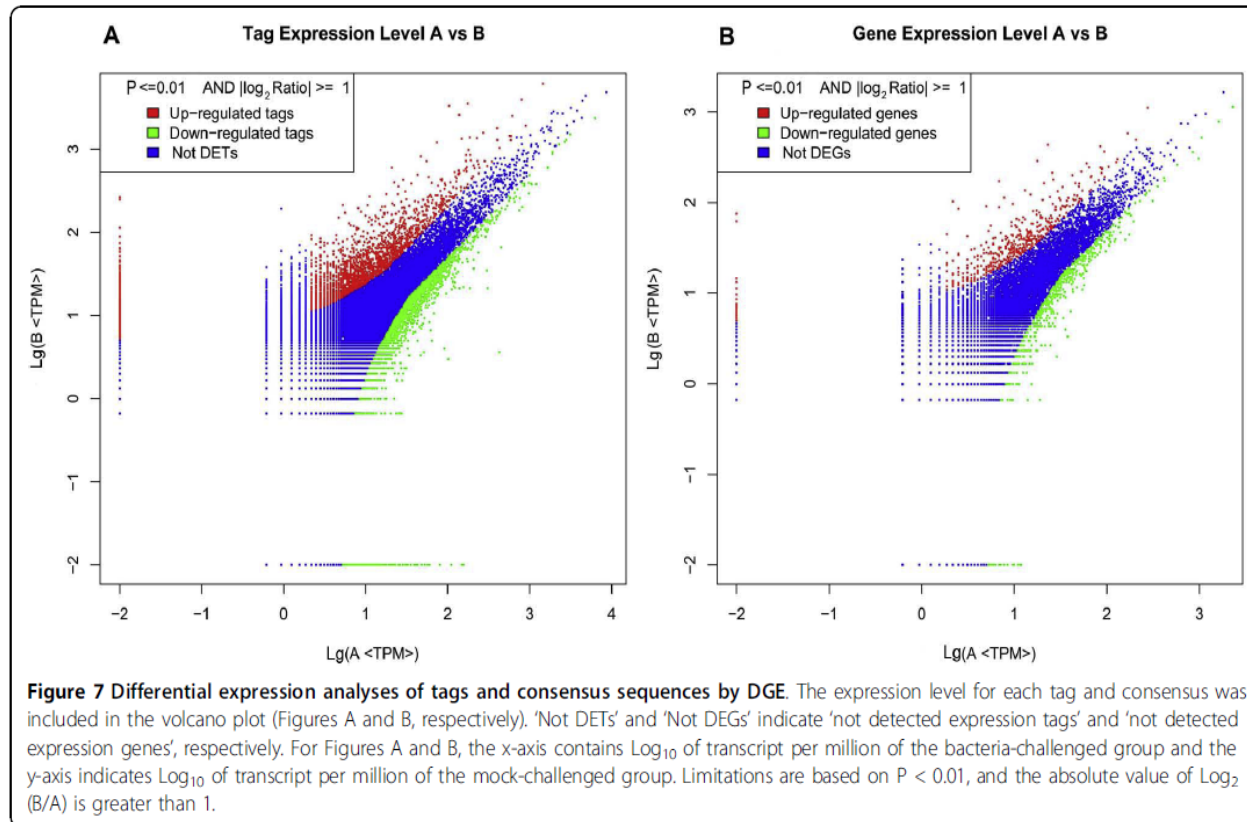 A Tag Expression Level A vs B
P <=0.01 AND |log2 Ratio| >= 1
Up-regulated tags
Down-regulated tags
Not DETs
Lg(B <TPM>)
3
2
1
0
−1
−2
−2 −1 0 1 2 3 4
Lg(A <TPM>)
B Gene Expression Level A vs B
P <=0.01 AND |log2 Ratio| >= 1
Up-regulated genes
Down-regulated genes
Not DEGs
Lg(B <TPM>)
3
2
1
0
−1
−2
−2 −1 0 1 2 3
Lg(A <TPM>)
Figure 7 Differential expression analyses of tags and consensus sequences by DGE. The expression level for each tag and consensus was
included in the volcano plot (Figures A and B, respectively). 'Not DETs' and 'Not DEGs' indicate 'not detected expression tags' and 'not detected
expression genes', respectively. For Figures A and B, the x-axis contains Log10 of transcript per million of the bacteria-challenged group and the
y-axis indicates Log10 of transcript per million of the mock-challenged group. Limitations are based on P < 0.01, and the absolute value of Log2
(B/A) is greater than 1.